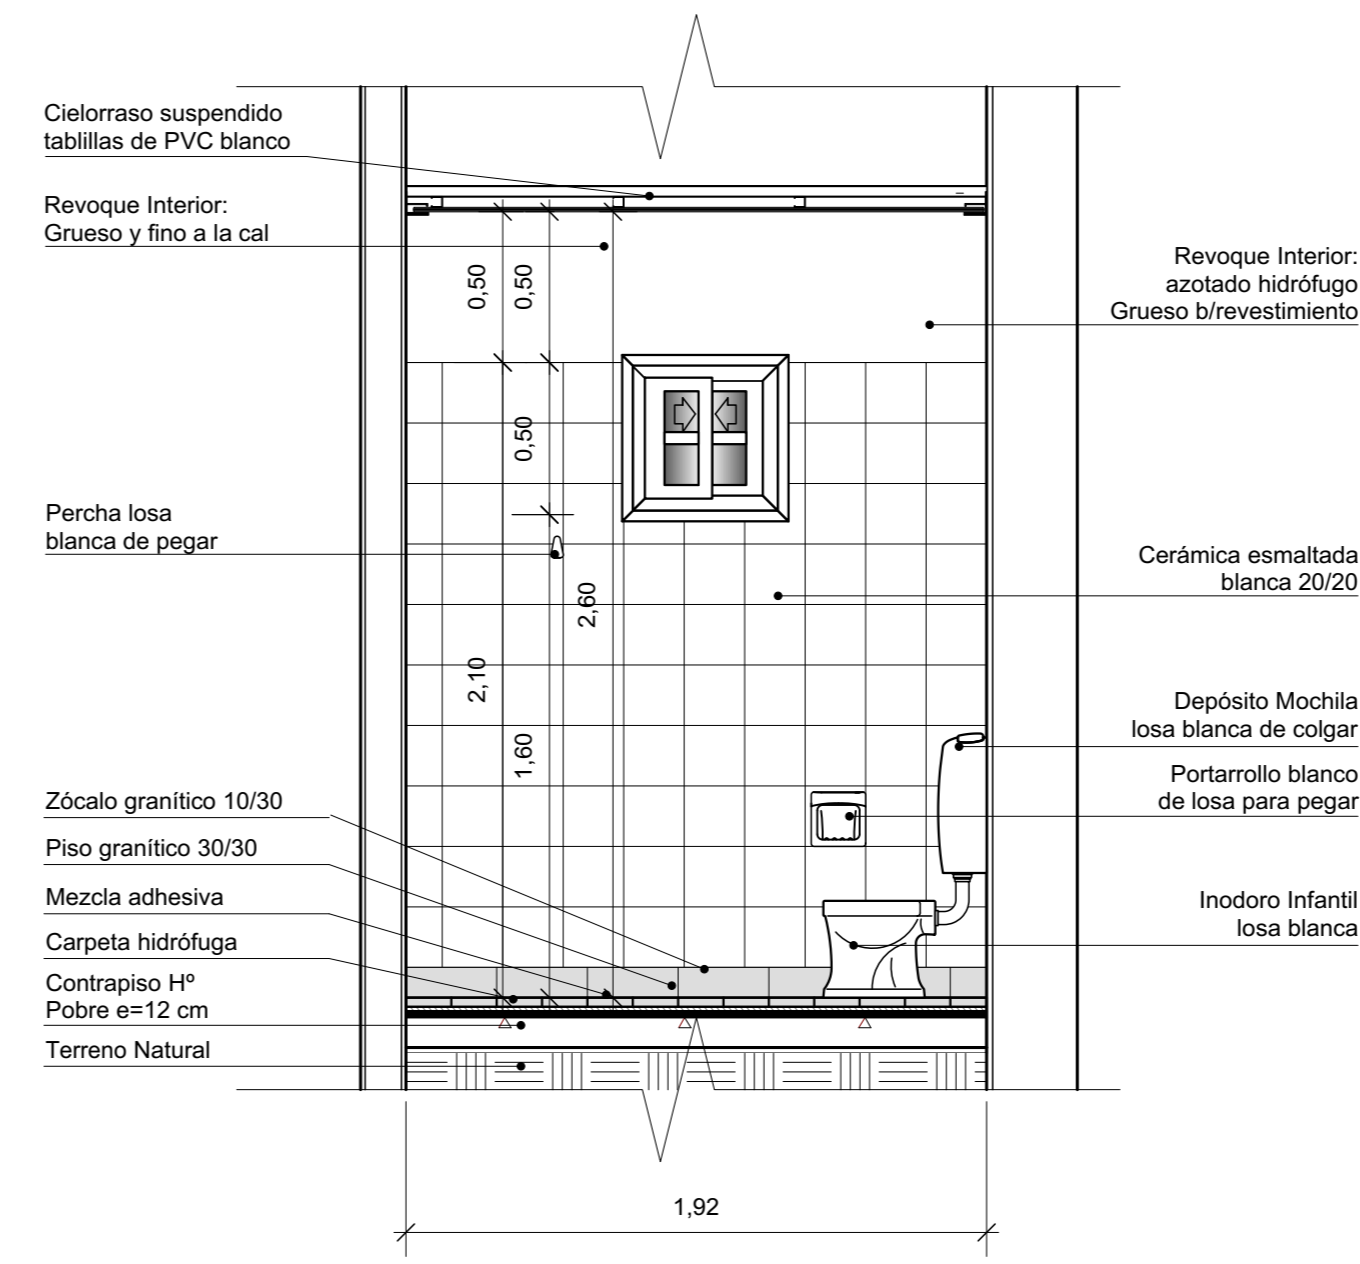 Cielorraso suspendido
tablillas de PVC blanco
Revoque Interior:
Grueso y fino a la cal
Revoque Interior:
azotado hidrófugo
Grueso b/revestimiento
0,50
0,50
0,50
Percha losa
blanca de pegar
Cerámica esmaltada
blanca 20/20
2,60
2,10
1,60
Depósito Mochila
losa blanca de colgar
Portarrollo blanco
de losa para pegar
Zócalo granítico 10/30
Piso granítico 30/30
Mezcla adhesiva
Inodoro Infantil
losa blanca
Carpeta hidrófuga
Contrapiso Hº
Pobre e=12 cm
Terreno Natural
1,92